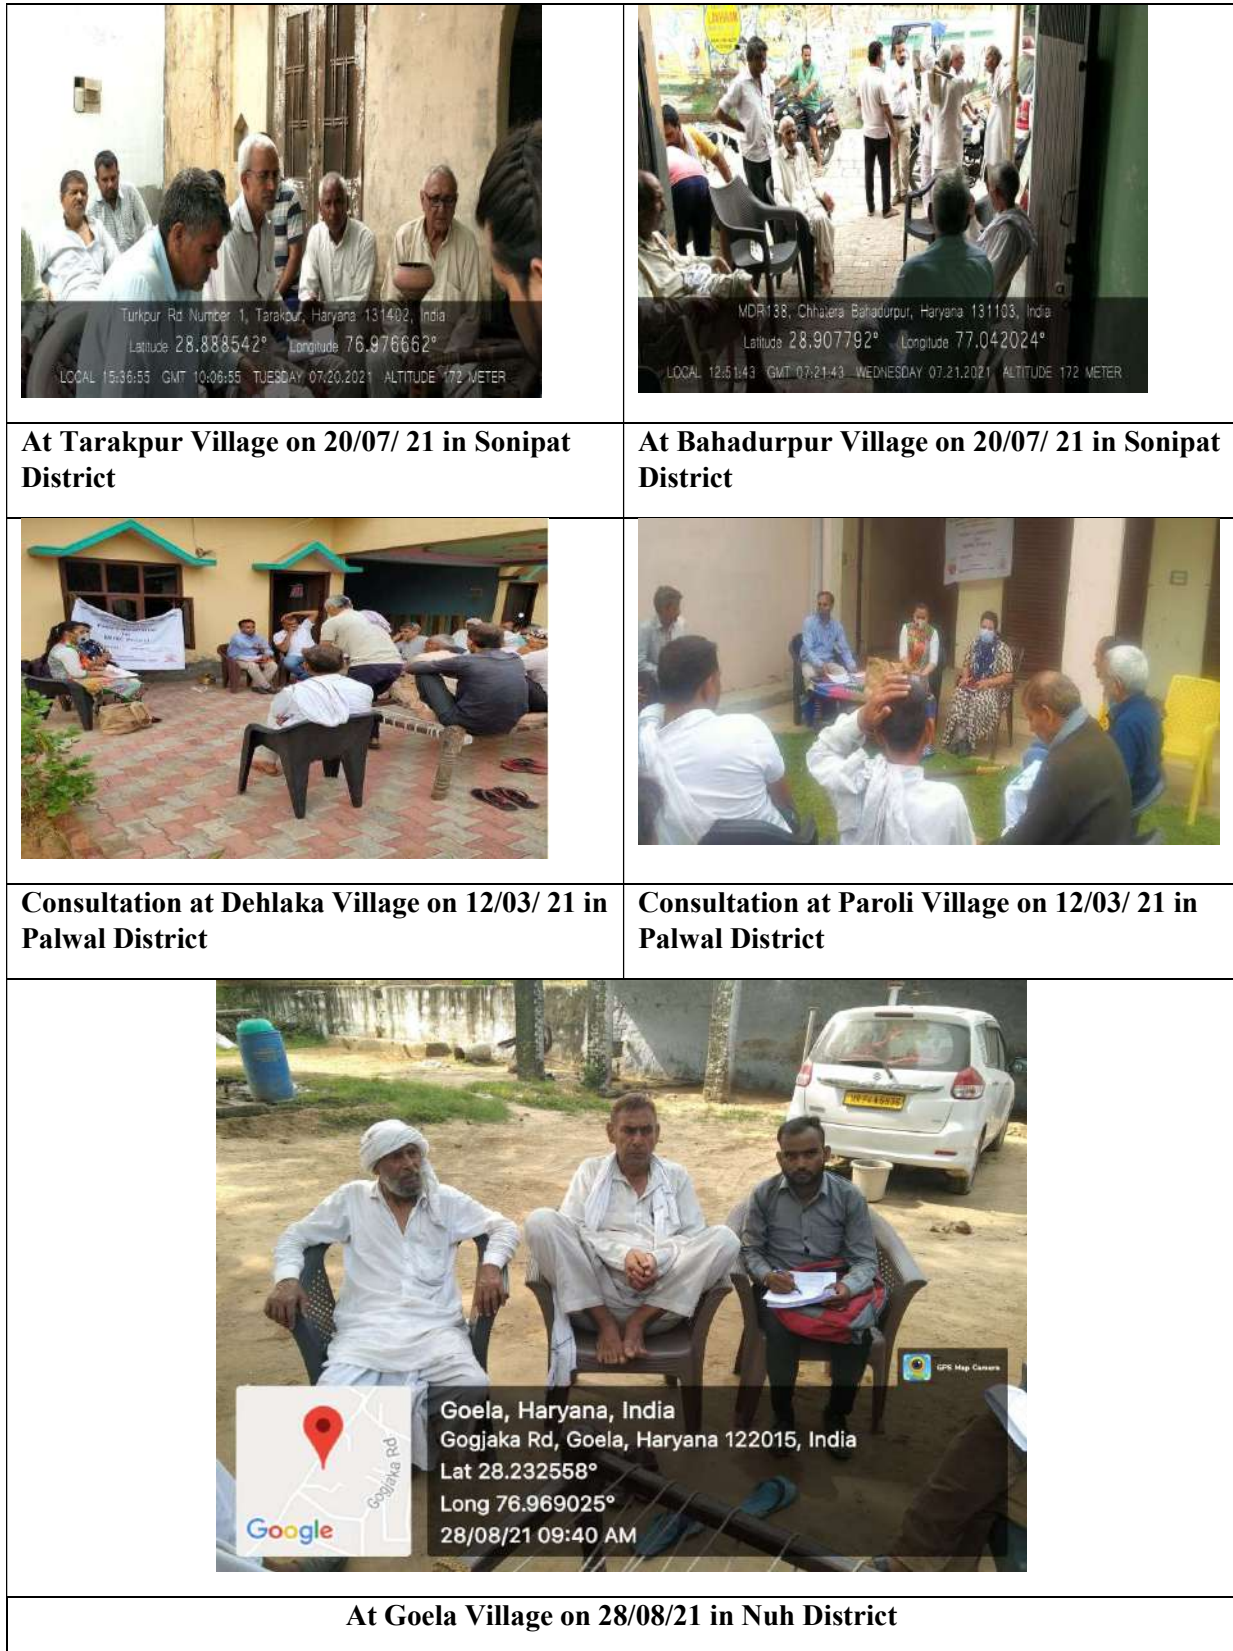 Turkpur Rd Number 1, Tarakpur, Haryana 131402, India
Latitude 28.888542° Longitude 76.976662°
LOCAL 15:36:55 GMT 10:06:55 TUESDAY 07.20.2021 ALTITUDE 172 METER
MDR138, Chhatera Bahadurpur, Haryana 131103, India
Latitude 28.907792° Longitude 77.042024°
LOCAL 12:51:43 GMT 07:21:43 WEDNESDAY 07.21.2021 ALTITUDE 172 METER
At Tarakpur Village on 20/07/ 21 in Sonipat
District
At Bahadurpur Village on 20/07/ 21 in Sonipat
District
Consultation at Dehlaka Village on 12/03/ 21 in
Palwal District
Consultation at Paroli Village on 12/03/ 21 in
Palwal District
GPS Map Camera
Gogjaka Rd
Google
Goela, Haryana, India
Gogjaka Rd, Goela, Haryana 122015, India
Lat 28.232558°
Long 76.969025°
28/08/21 09:40 AM
At Goela Village on 28/08/21 in Nuh District